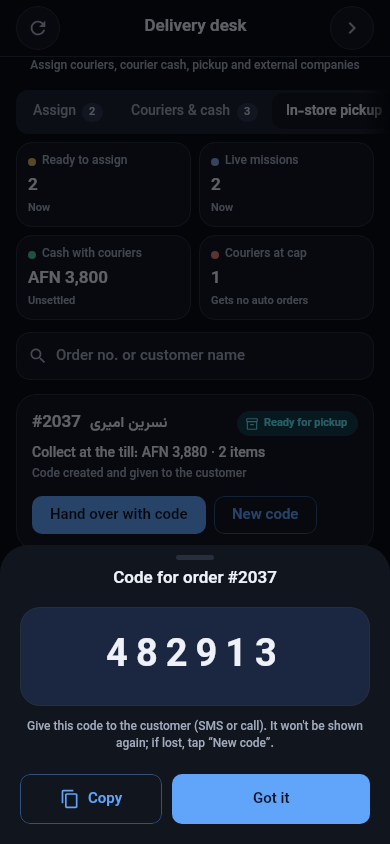 Delivery desk
Assign couriers, courier cash, pickup and external companies
Assign 2 Couriers & cash 3 In-store pickup
Ready to assign
2
Now
Live missions
2
Now
Cash with couriers
AFN 3,800
Unsettled
Couriers at cap
1
Gets no auto orders
Order no. or customer name
#2037 نسرین امیری Ready for pickup
Collect at the till: AFN 3,880 · 2 items
Code created and given to the customer
Hand over with code New code
Code for order #2037
482913
Give this code to the customer (SMS or call). It won't be shown
again; if lost, tap “New code”.
Copy Got it